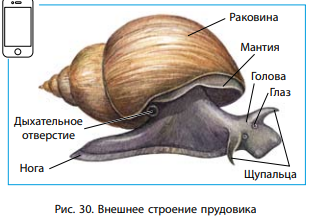 Раковина
Мантия
Голова
Глаз
Дыхательное
отверстие
Нога
Щупальца
Рис. 30. Внешнее строение прудовика